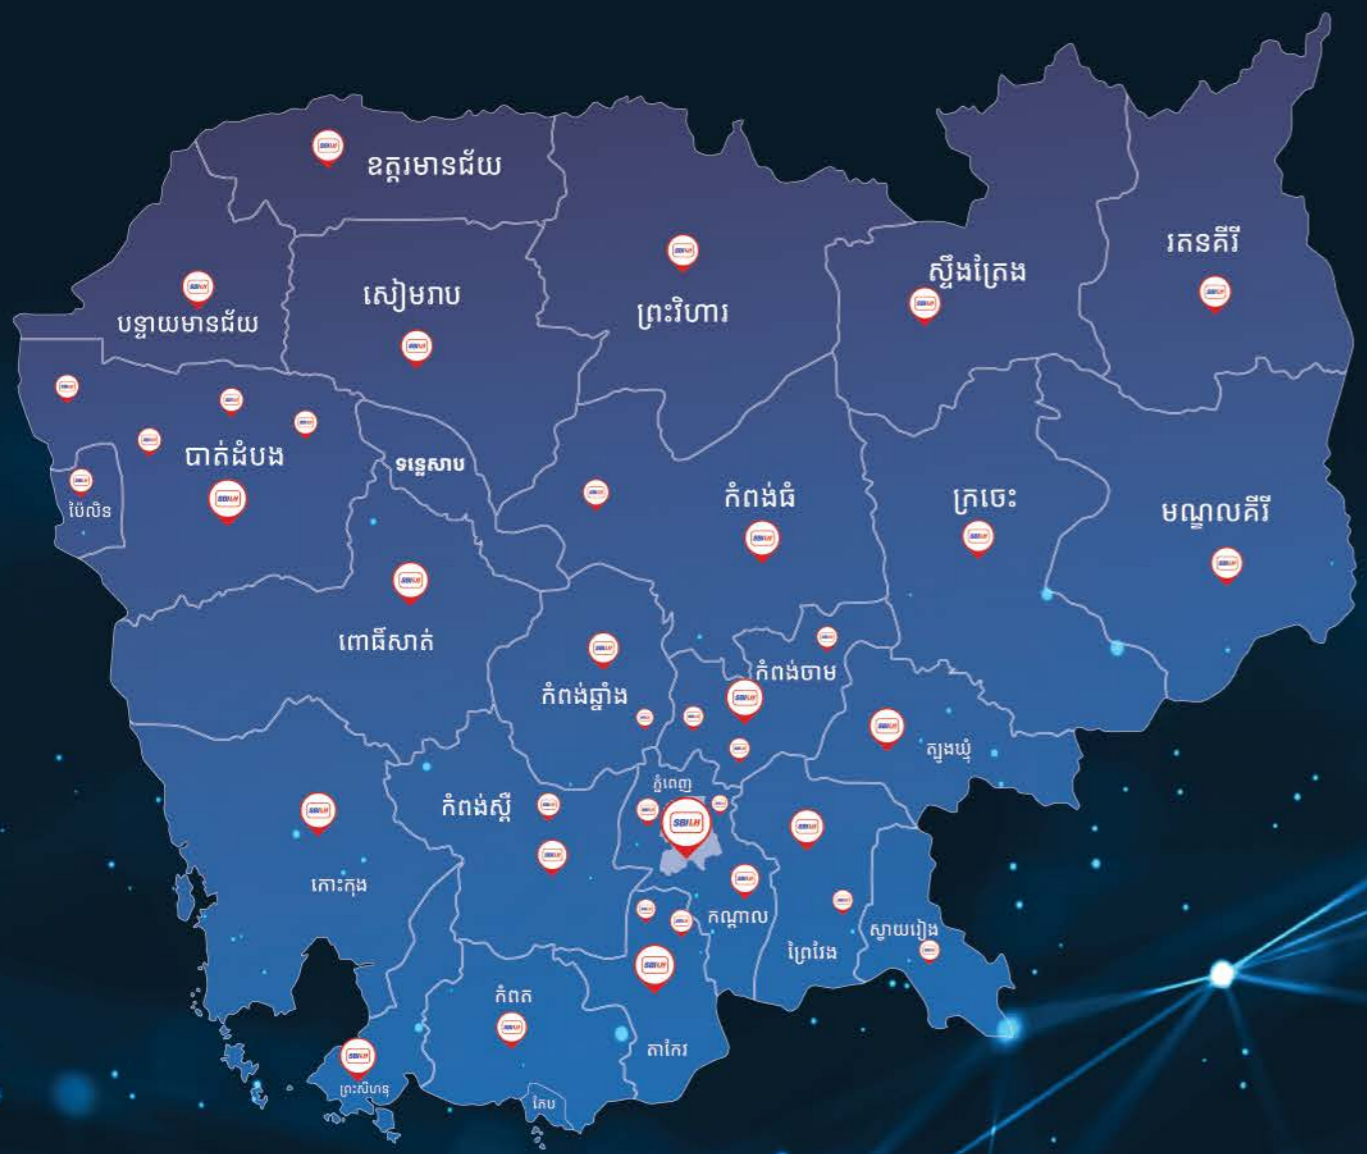 ឧត្តរមានជ័យ
រតនគីរី
ស្ទឹងត្រែង
សៀមរាប
ព្រះវិហារ
បន្ទាយមានជ័យ
បាត់ដំបង
ទន្លេសាប
កំពង់ធំ
ក្រចេះ
មណ្ឌលគីរី
ប៉ៃលិន
ពោធិ៍សាត់
កំពង់ចាម
កំពង់ឆ្នាំង
ត្បូងឃ្មុំ
ភ្នំពេញ
កំពង់ស្ពឺ
SBI LH
កោះកុង
កណ្តាល
ស្វាយរៀង
ព្រៃវែង
កំពត
តាកែវ
ព្រះសីហនុ
កែប